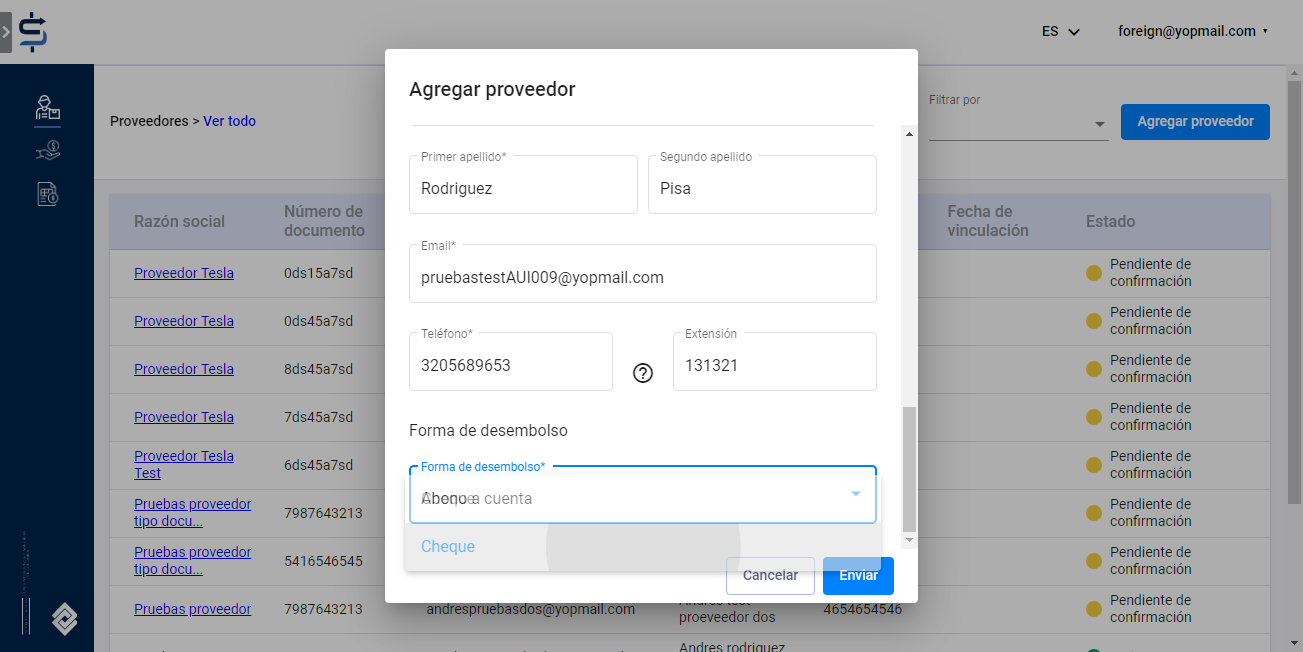 ES
foreign@yopmail.com
Agregar proveedor
Proveedores > Ver todo
Filtrar por
Agregar proveedor
Primer apellido*
Rodriguez
Segundo apellido
Pisa
Email*
pruebastestAUI009@yopmail.com
Teléfono*
3205689653
Extensión
131321
Forma de desembolso
Forma de desembolso*
Abono a cuenta
Cheque
Cheque
Cancelar
Enviar
Razón social
Número de
documento
Fecha de
vinculación
Estado
Proveedor Tesla
0ds15a7sd
Pendiente de
confirmación
Proveedor Tesla
0ds45a7sd
Pendiente de
confirmación
Proveedor Tesla
8ds45a7sd
Pendiente de
confirmación
Proveedor Tesla
7ds45a7sd
Pendiente de
confirmación
Proveedor Tesla
Test
6ds45a7sd
Pendiente de
confirmación
Pruebas proveedor
tipo docu...
7987643213
Pendiente de
confirmación
Pruebas proveedor
tipo docu...
5416546545
Pendiente de
confirmación
Pruebas proveedor
7987643213
andrespruebasdos@yopmail.com
Andres test
proeveedor dos
4654654546
Pendiente de
confirmación
Andres rodriguez